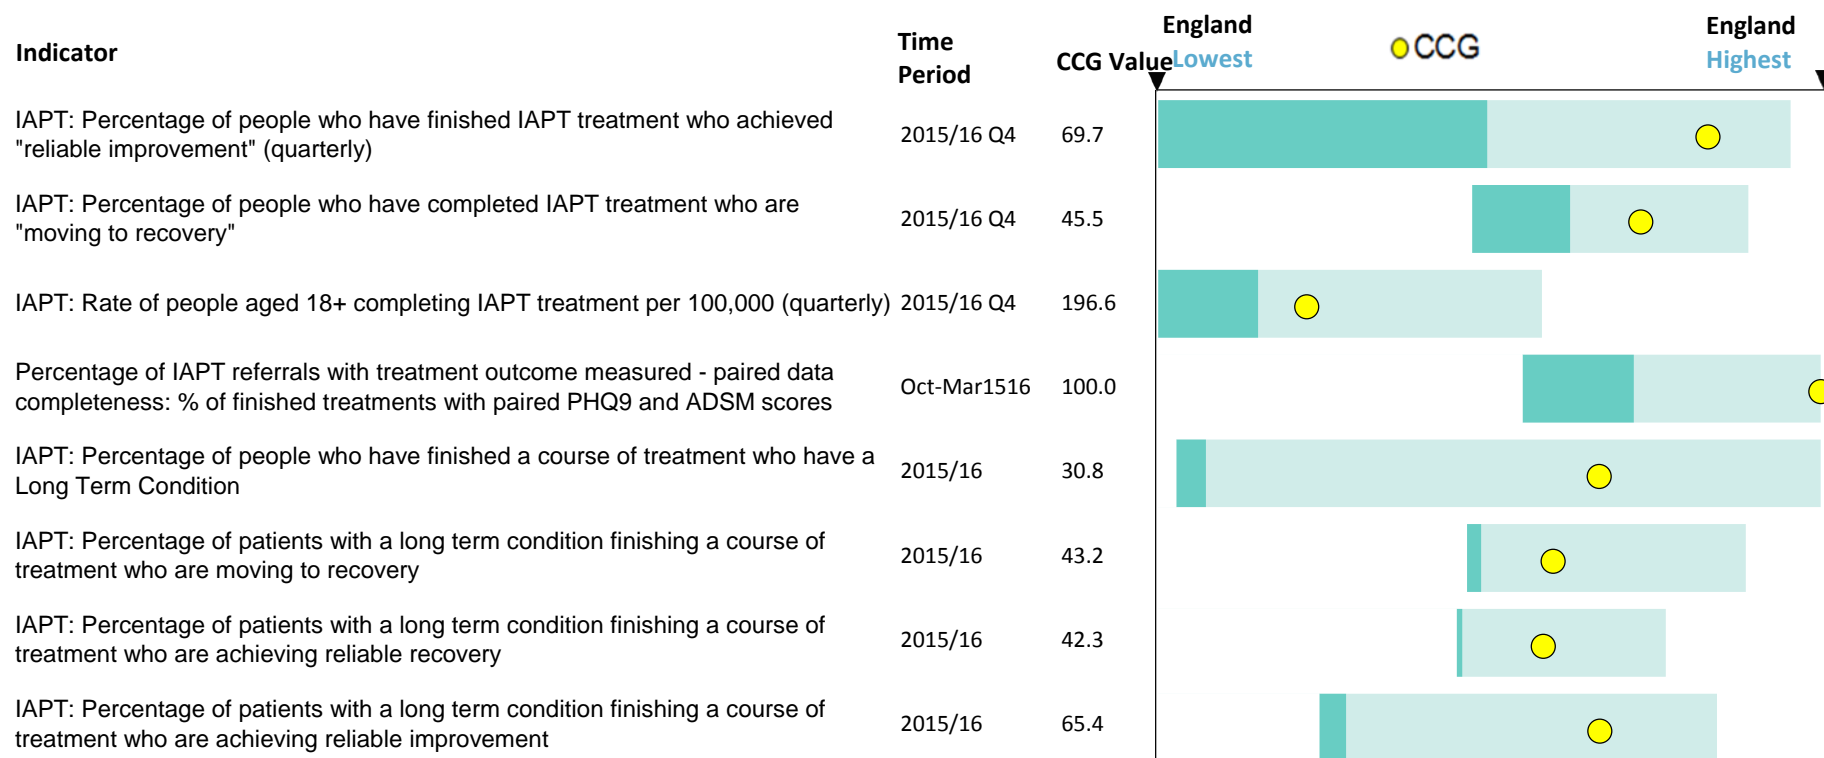 Indicator
Time
Period
CCG Value
England
Lowest
CCG
England
Highest
IAPT: Percentage of people who have finished IAPT treatment who achieved
"reliable improvement" (quarterly)
2015/16 Q4
69.7
IAPT: Percentage of people who have completed IAPT treatment who are
"moving to recovery"
2015/16 Q4
45.5
IAPT: Rate of people aged 18+ completing IAPT treatment per 100,000 (quarterly)
2015/16 Q4
196.6
Percentage of IAPT referrals with treatment outcome measured - paired data
completeness: % of finished treatments with paired PHQ9 and ADSM scores
Oct-Mar1516
100.0
IAPT: Percentage of people who have finished a course of treatment who have a
Long Term Condition
2015/16
30.8
IAPT: Percentage of patients with a long term condition finishing a course of
treatment who are moving to recovery
2015/16
43.2
IAPT: Percentage of patients with a long term condition finishing a course of
treatment who are achieving reliable recovery
2015/16
42.3
IAPT: Percentage of patients with a long term condition finishing a course of
treatment who are achieving reliable improvement
2015/16
65.4